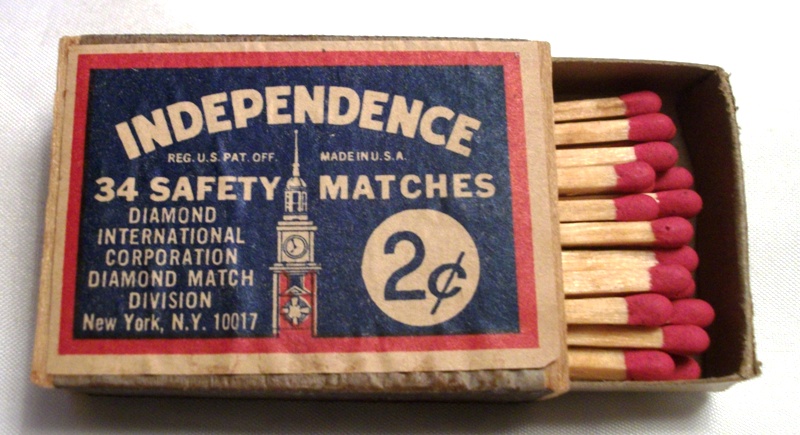 INDEPENDENCE
REG. U.S. PAT. OFF. MADE IN U.S.A.
34 SAFETY MATCHES
DIAMOND
INTERNATIONAL
CORPORATION
DIAMOND MATCH
DIVISION
New York, N.Y. 10017
2¢